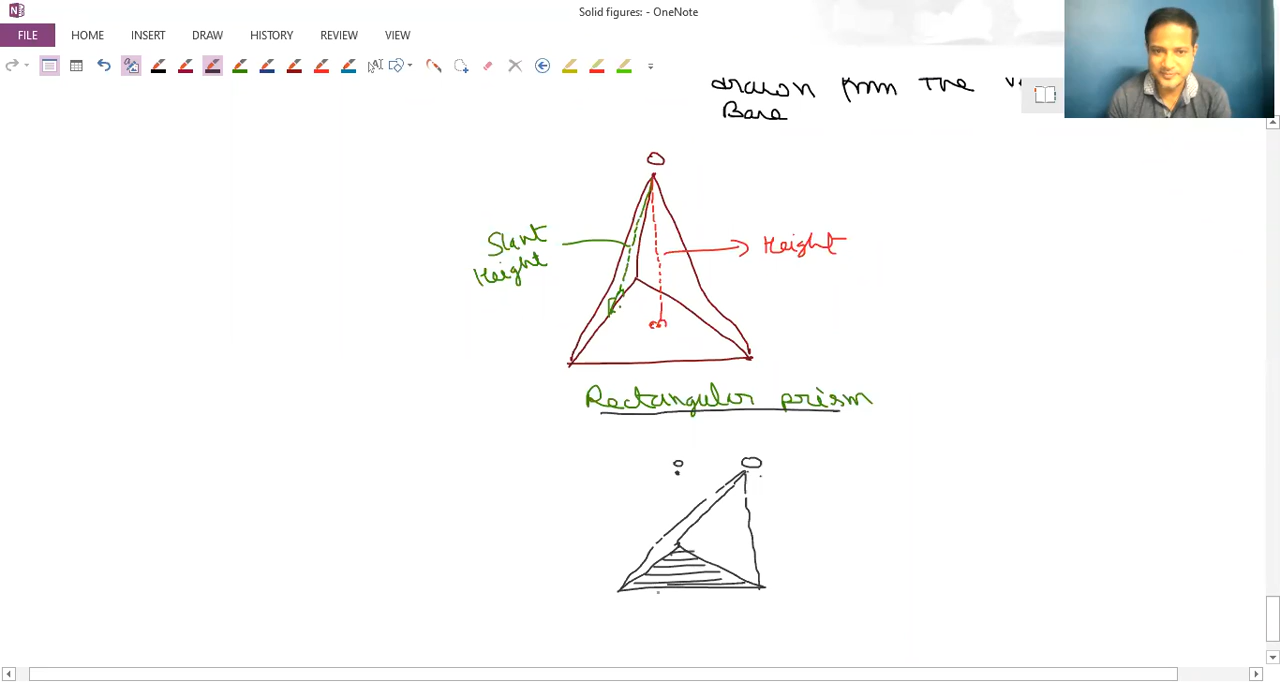 Solid figures: - OneNote
FILE HOME INSERT DRAW HISTORY REVIEW VIEW
drawn from the
Base
O
Slant
Height
Height
Rectangular prism
O